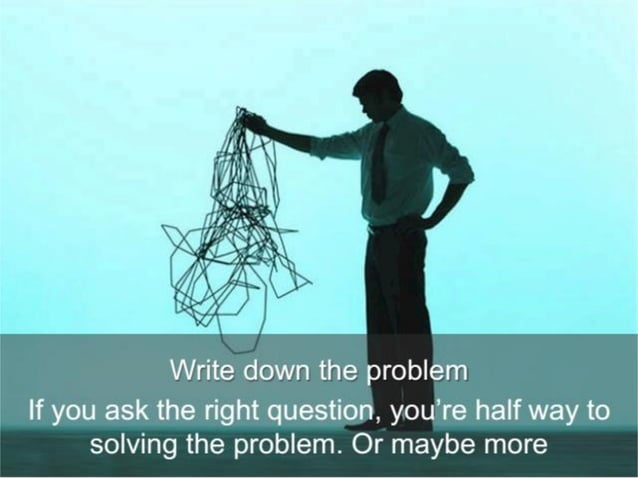 Write down the problem
If you ask the right question, you're half way to
solving the problem. Or maybe more